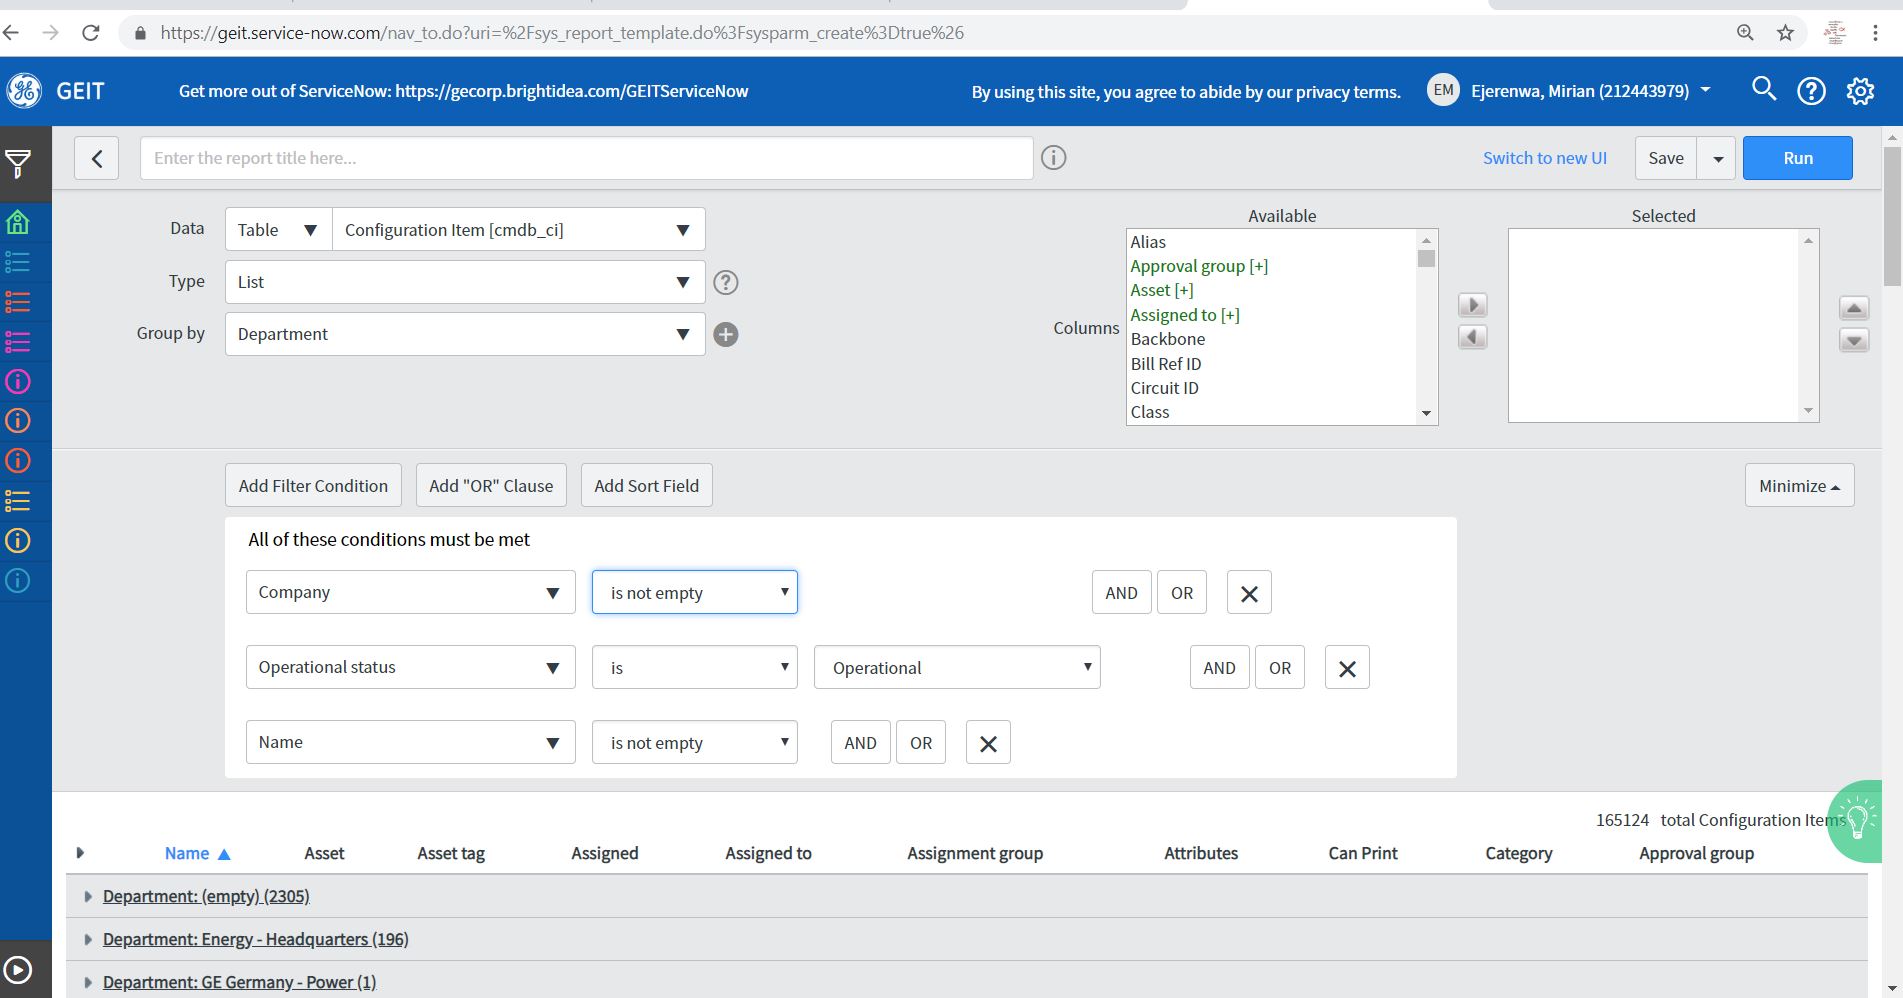 https://geit.service-now.com/nav_to.do?uri=%2Fsys_report_template.do%3Fsysparm_create%3Dtrue%26
GEIT Get more out of ServiceNow: https://gecorp.brightidea.com/GEITServiceNow By using this site, you agree to abide by our privacy terms. EM Ejerenwa, Mirian (212443979)
Enter the report title here... Switch to new UI Save Run
Data Table Configuration Item [cmdb_ci]
Type List
Group by Department
Available Selected
Columns
Alias
Approval group [+]
Asset [+]
Assigned to [+]
Backbone
Bill Ref ID
Circuit ID
Class
Add Filter Condition Add "OR" Clause Add Sort Field Minimize
All of these conditions must be met
Company is not empty AND OR
Operational status is Operational AND OR
Name is not empty AND OR
165124 total Configuration Items
Name Asset Asset tag Assigned Assigned to Assignment group Attributes Can Print Category Approval group
Department: (empty) (2305)
Department: Energy - Headquarters (196)
Department: GE Germany - Power (1)